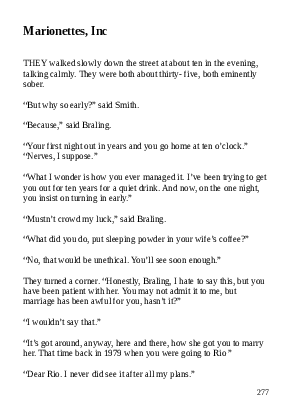 Marionettes, Inc
THEY walked slowly down the street at about ten in the evening,
talking calmly. They were both about thirty- five, both eminently
sober.
“But why so early?” said Smith.
“Because,” said Braling.
“Your first night out in years and you go home at ten o’clock.”
“Nerves, I suppose.”
“What I wonder is how you ever managed it. I’ve been trying to get
you out for ten years for a quiet drink. And now, on the one night,
you insist on turning in early.”
“Mustn’t crowd my luck,” said Braling.
“What did you do, put sleeping powder in your wife’s coffee?”
“No, that would be unethical. You’ll see soon enough.”
They turned a corner. “Honestly, Braling, I hate to say this, but you
have been patient with her. You may not admit it to me, but
marriage has been awful for you, hasn’t it?”
“I wouldn’t say that.”
“It’s got around, anyway, here and there, how she got you to marry
her. That time back in 1979 when you were going to Rio”
“Dear Rio. I never did see it after all my plans.”
277